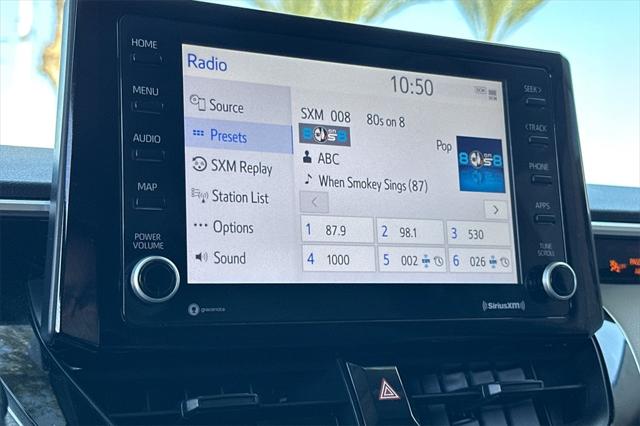 HOME
MENU
AUDIO
MAP
POWER
VOLUME
Radio
10:50
Source
Presets
SXM Replay
Station List
Options
Sound
SXM 008 80s on 8
Pop
ABC
When Smokey Sings (87)
1 87.9
2 98.1
3 530
4 1000
5 002
6 026
SEEK>
<TRACK
PHONE
APPS
TUNE
SCROLL
gracenote
SiriusXM